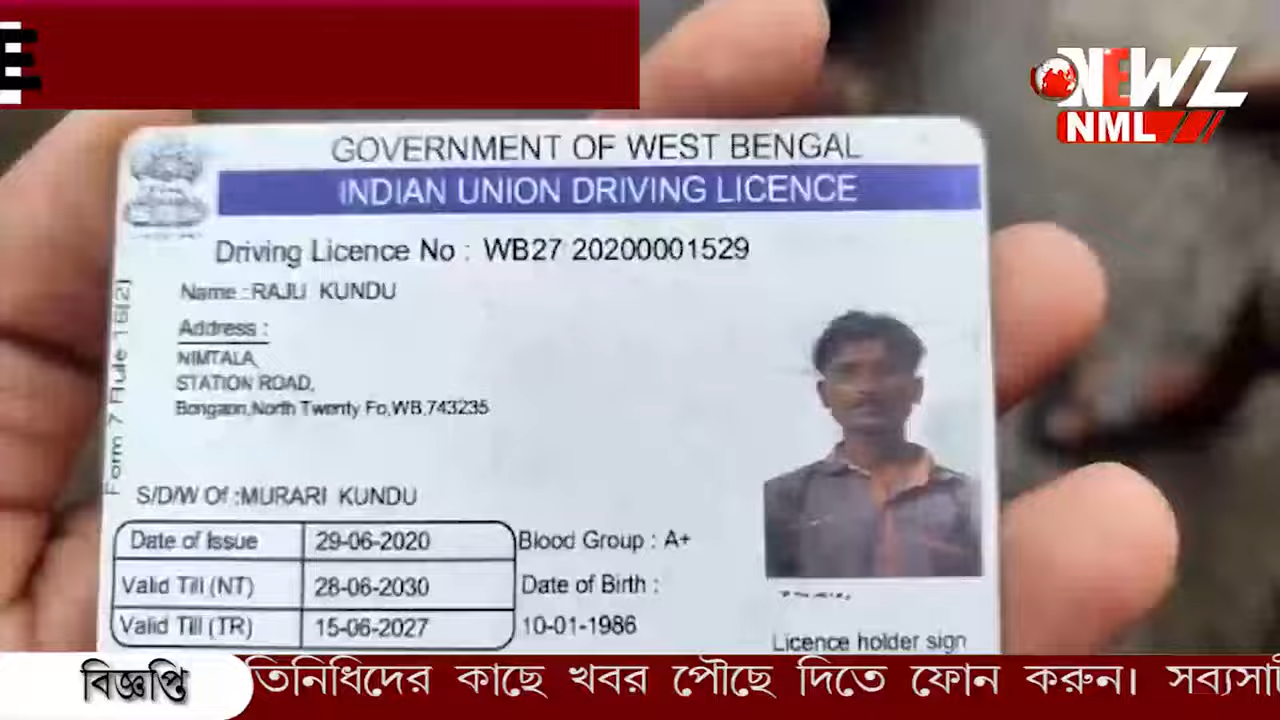 E
NEWZ
NML
GOVERNMENT OF WEST BENGAL
INDIAN UNION DRIVING LICENCE
Driving Licence No : WB27 20200001529
Name :RAJU KUNDU
Address :
NIMTALA,
STATION ROAD,
Bongaon,North Twenty Fo,WB,743235
Form 7 Rule 16(2)
S/D/W Of :MURARI KUNDU
Date of Issue 29-06-2020 Blood Group : A+
Valid Till (NT) 28-06-2030 Date of Birth :
Valid Till (TR) 15-06-2027 10-01-1986
Licence holder sign
বিজ্ঞপ্তি তিনিধিদের কাছে খবর পৌছে দিতে ফোন করুন। সব্যসা